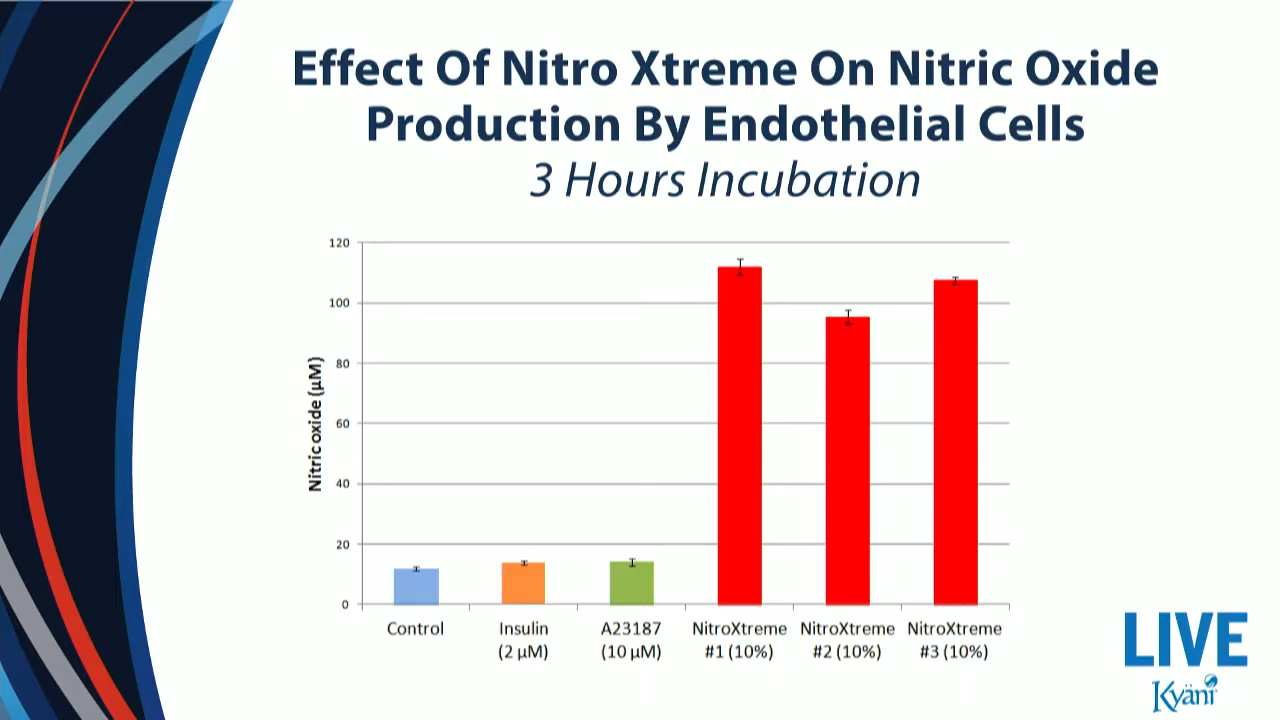 Effect Of Nitro Xtreme On Nitric Oxide
Production By Endothelial Cells
3 Hours Incubation
Nitric oxide (µM)
120
100
80
60
40
20
0
Control
Insulin
(2 µM)
A23187
(10 µM)
NitroXtreme
#1 (10%)
NitroXtreme
#2 (10%)
NitroXtreme
#3 (10%)
LIVE
Kyäni